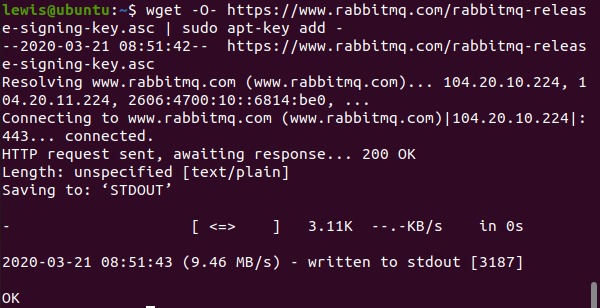 lewis@ubuntu:~$ wget -O- https://www.rabbitmq.com/rabbitmq-releas
e-signing-key.asc | sudo apt-key add -
--2020-03-21 08:51:42--  https://www.rabbitmq.com/rabbitmq-releas
e-signing-key.asc
Resolving www.rabbitmq.com (www.rabbitmq.com)... 104.20.10.224, 1
04.20.11.224, 2606:4700:10::6814:be0, ...
Connecting to www.rabbitmq.com (www.rabbitmq.com)|104.20.10.224|:
443... connected.
HTTP request sent, awaiting response... 200 OK
Length: unspecified [text/plain]
Saving to: ‘STDOUT’
-                   [ <=>    ]   3.11K  --.-KB/s    in 0s
2020-03-21 08:51:43 (9.46 MB/s) - written to stdout [3187]
OK